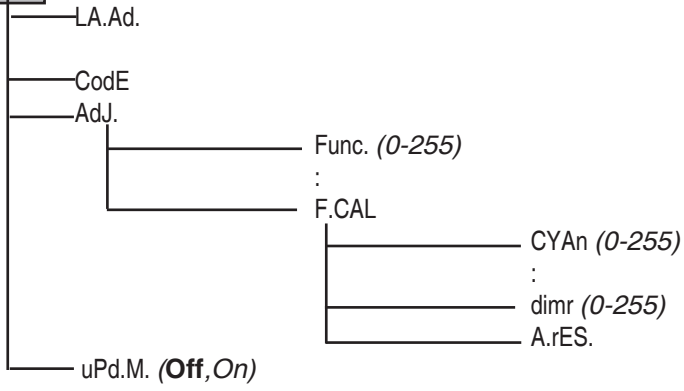 LA.Ad.
CodE
AdJ.
Func. (0-255)
:
F.CAL
CYAn (0-255)
:
dimr (0-255)
A.rES.
uPd.M. (Off,On)